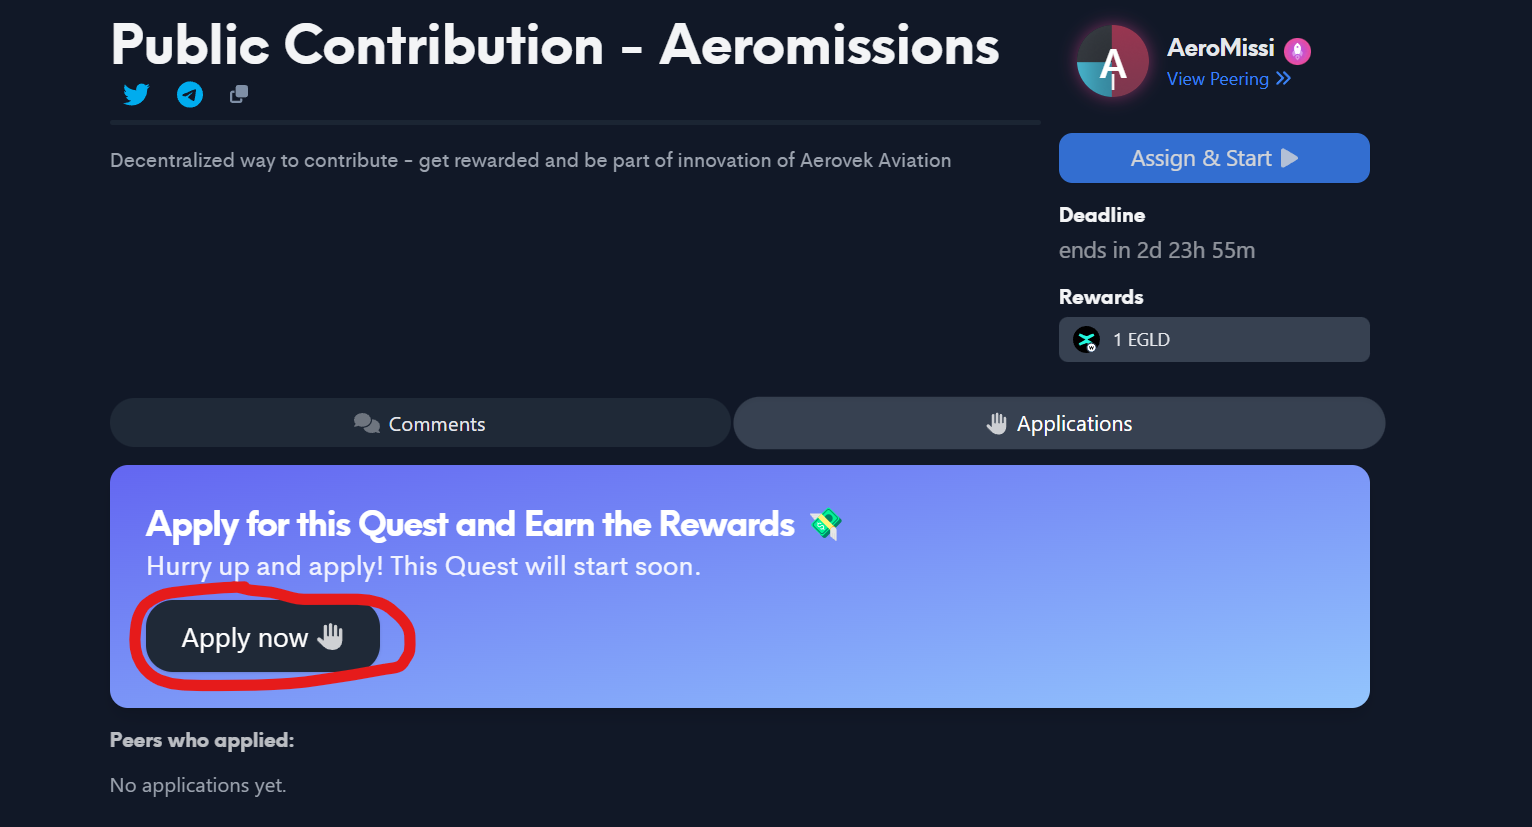 Public Contribution - Aeromissions
Decentralized way to contribute - get rewarded and be part of innovation of Aerovek Aviation
A
AeroMissi
View Peering
Assign & Start
Deadline
ends in 2d 23h 55m
Rewards
1 EGLD
Comments
Applications
Apply for this Quest and Earn the Rewards
Hurry up and apply! This Quest will start soon.
Apply now
Peers who applied:
No applications yet.